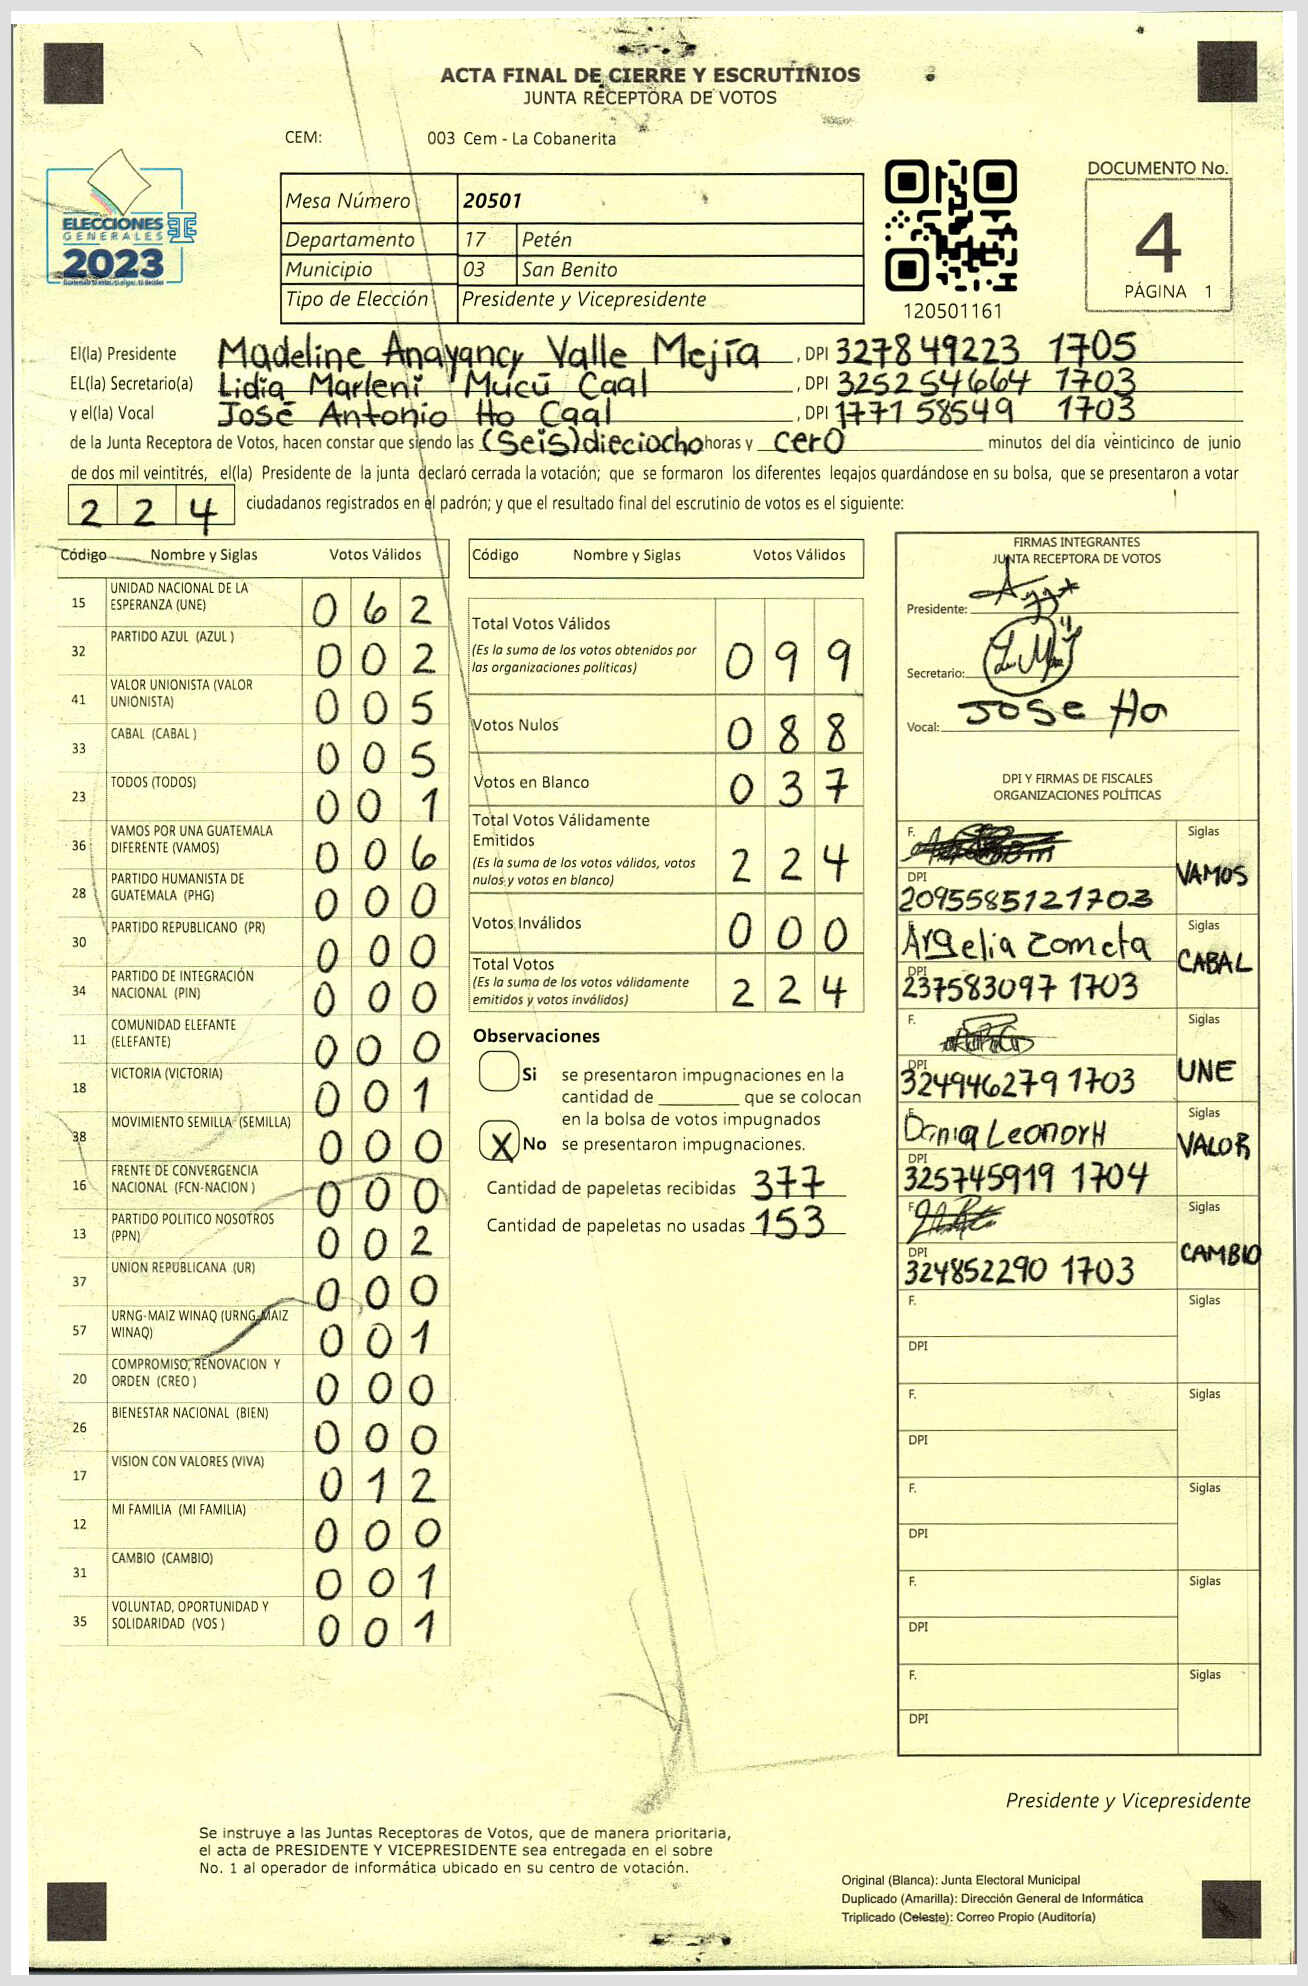 ACTA FINAL DE CIERRE Y ESCRUTINIOS
JUNTA RECEPTORA DE VOTOS
CEM: 003 Cem - La Cobanerita
ELECCIONES
GENERALES
2023
Mesa Número 20501
Departamento 17 Petén
Municipio 03 San Benito
Tipo de Elección Presidente y Vicepresidente
120501161
DOCUMENTO No.
4
PÁGINA 1
El(la) Presidente Madeline Anayancy Valle Mejía , DPI 327849223 1705
EL(la) Secretario(a) Lidia Marleni Mucú Caal , DPI 325254664 1703
y el(la) Vocal José Antonio Ho Caal , DPI 177158549 1703
de la Junta Receptora de Votos, hacen constar que siendo las (Seis)dieciocho horas y cero minutos del día veinticinco de junio
de dos mil veintitrés, el(la) Presidente de la junta declaró cerrada la votación; que se formaron los diferentes legajos guardándose en su bolsa, que se presentaron a votar
2 2 4 ciudadanos registrados en el padrón; y que el resultado final del escrutinio de votos es el siguiente:
Código Nombre y Siglas Votos Válidos
15 UNIDAD NACIONAL DE LA ESPERANZA (UNE) 0 6 2
32 PARTIDO AZUL (AZUL ) 0 0 2
41 VALOR UNIONISTA (VALOR UNIONISTA) 0 0 5
33 CABAL (CABAL ) 0 0 5
23 TODOS (TODOS) 0 0 1
36 VAMOS POR UNA GUATEMALA DIFERENTE (VAMOS) 0 0 6
28 PARTIDO HUMANISTA DE GUATEMALA (PHG) 0 0 0
30 PARTIDO REPUBLICANO (PR) 0 0 0
34 PARTIDO DE INTEGRACIÓN NACIONAL (PIN) 0 0 0
11 COMUNIDAD ELEFANTE (ELEFANTE) 0 0 0
18 VICTORIA (VICTORIA) 0 0 1
38 MOVIMIENTO SEMILLA (SEMILLA) 0 0 0
16 FRENTE DE CONVERGENCIA NACIONAL (FCN-NACION ) 0 0 0
13 PARTIDO POLITICO NOSOTROS (PPN) 0 0 2
37 UNION REPUBLICANA (UR) 0 0 0
57 URNG-MAIZ WINAQ (URNG-MAIZ WINAQ) 0 0 1
20 COMPROMISO, RENOVACION Y ORDEN (CREO ) 0 0 0
26 BIENESTAR NACIONAL (BIEN) 0 0 0
17 VISION CON VALORES (VIVA) 0 1 2
12 MI FAMILIA (MI FAMILIA) 0 0 0
31 CAMBIO (CAMBIO) 0 0 1
35 VOLUNTAD, OPORTUNIDAD Y SOLIDARIDAD (VOS ) 0 0 1
Código Nombre y Siglas Votos Válidos
Total Votos Válidos
(Es la suma de los votos obtenidos por las organizaciones políticas) 0 9 9
Votos Nulos 0 8 8
Votos en Blanco 0 3 7
Total Votos Válidamente Emitidos
(Es la suma de los votos válidos, votos nulos y votos en blanco) 2 2 4
Votos Inválidos 0 0 0
Total Votos
(Es la suma de los votos válidamente emitidos y votos inválidos) 2 2 4
Observaciones
Si se presentaron impugnaciones en la
cantidad de ________ que se colocan
en la bolsa de votos impugnados
X No se presentaron impugnaciones.
Cantidad de papeletas recibidas 377
Cantidad de papeletas no usadas 153
FIRMAS INTEGRANTES
JUNTA RECEPTORA DE VOTOS
Presidente:
Secretario:
Vocal: JOSE Ho
DPI Y FIRMAS DE FISCALES
ORGANIZACIONES POLÍTICAS
F. Siglas VAMOS
DPI 209558512 1703
F. Argelia Zometa Siglas CABAL
DPI 237583097 1703
F. Siglas UNE
DPI 324946279 1703
F. Dania Leonor H Siglas VALOR
DPI 325745919 1704
F. Siglas CAMBIO
DPI 324852290 1703
F. Siglas
DPI
F. Siglas
DPI
F. Siglas
DPI
F. Siglas
DPI
F. Siglas
DPI
Presidente y Vicepresidente
Se instruye a las Juntas Receptoras de Votos, que de manera prioritaria,
el acta de PRESIDENTE Y VICEPRESIDENTE sea entregada en el sobre
No. 1 al operador de informática ubicado en su centro de votación.
Original (Blanca): Junta Electoral Municipal
Duplicado (Amarilla): Dirección General de Informática
Triplicado (Celeste): Correo Propio (Auditoría)